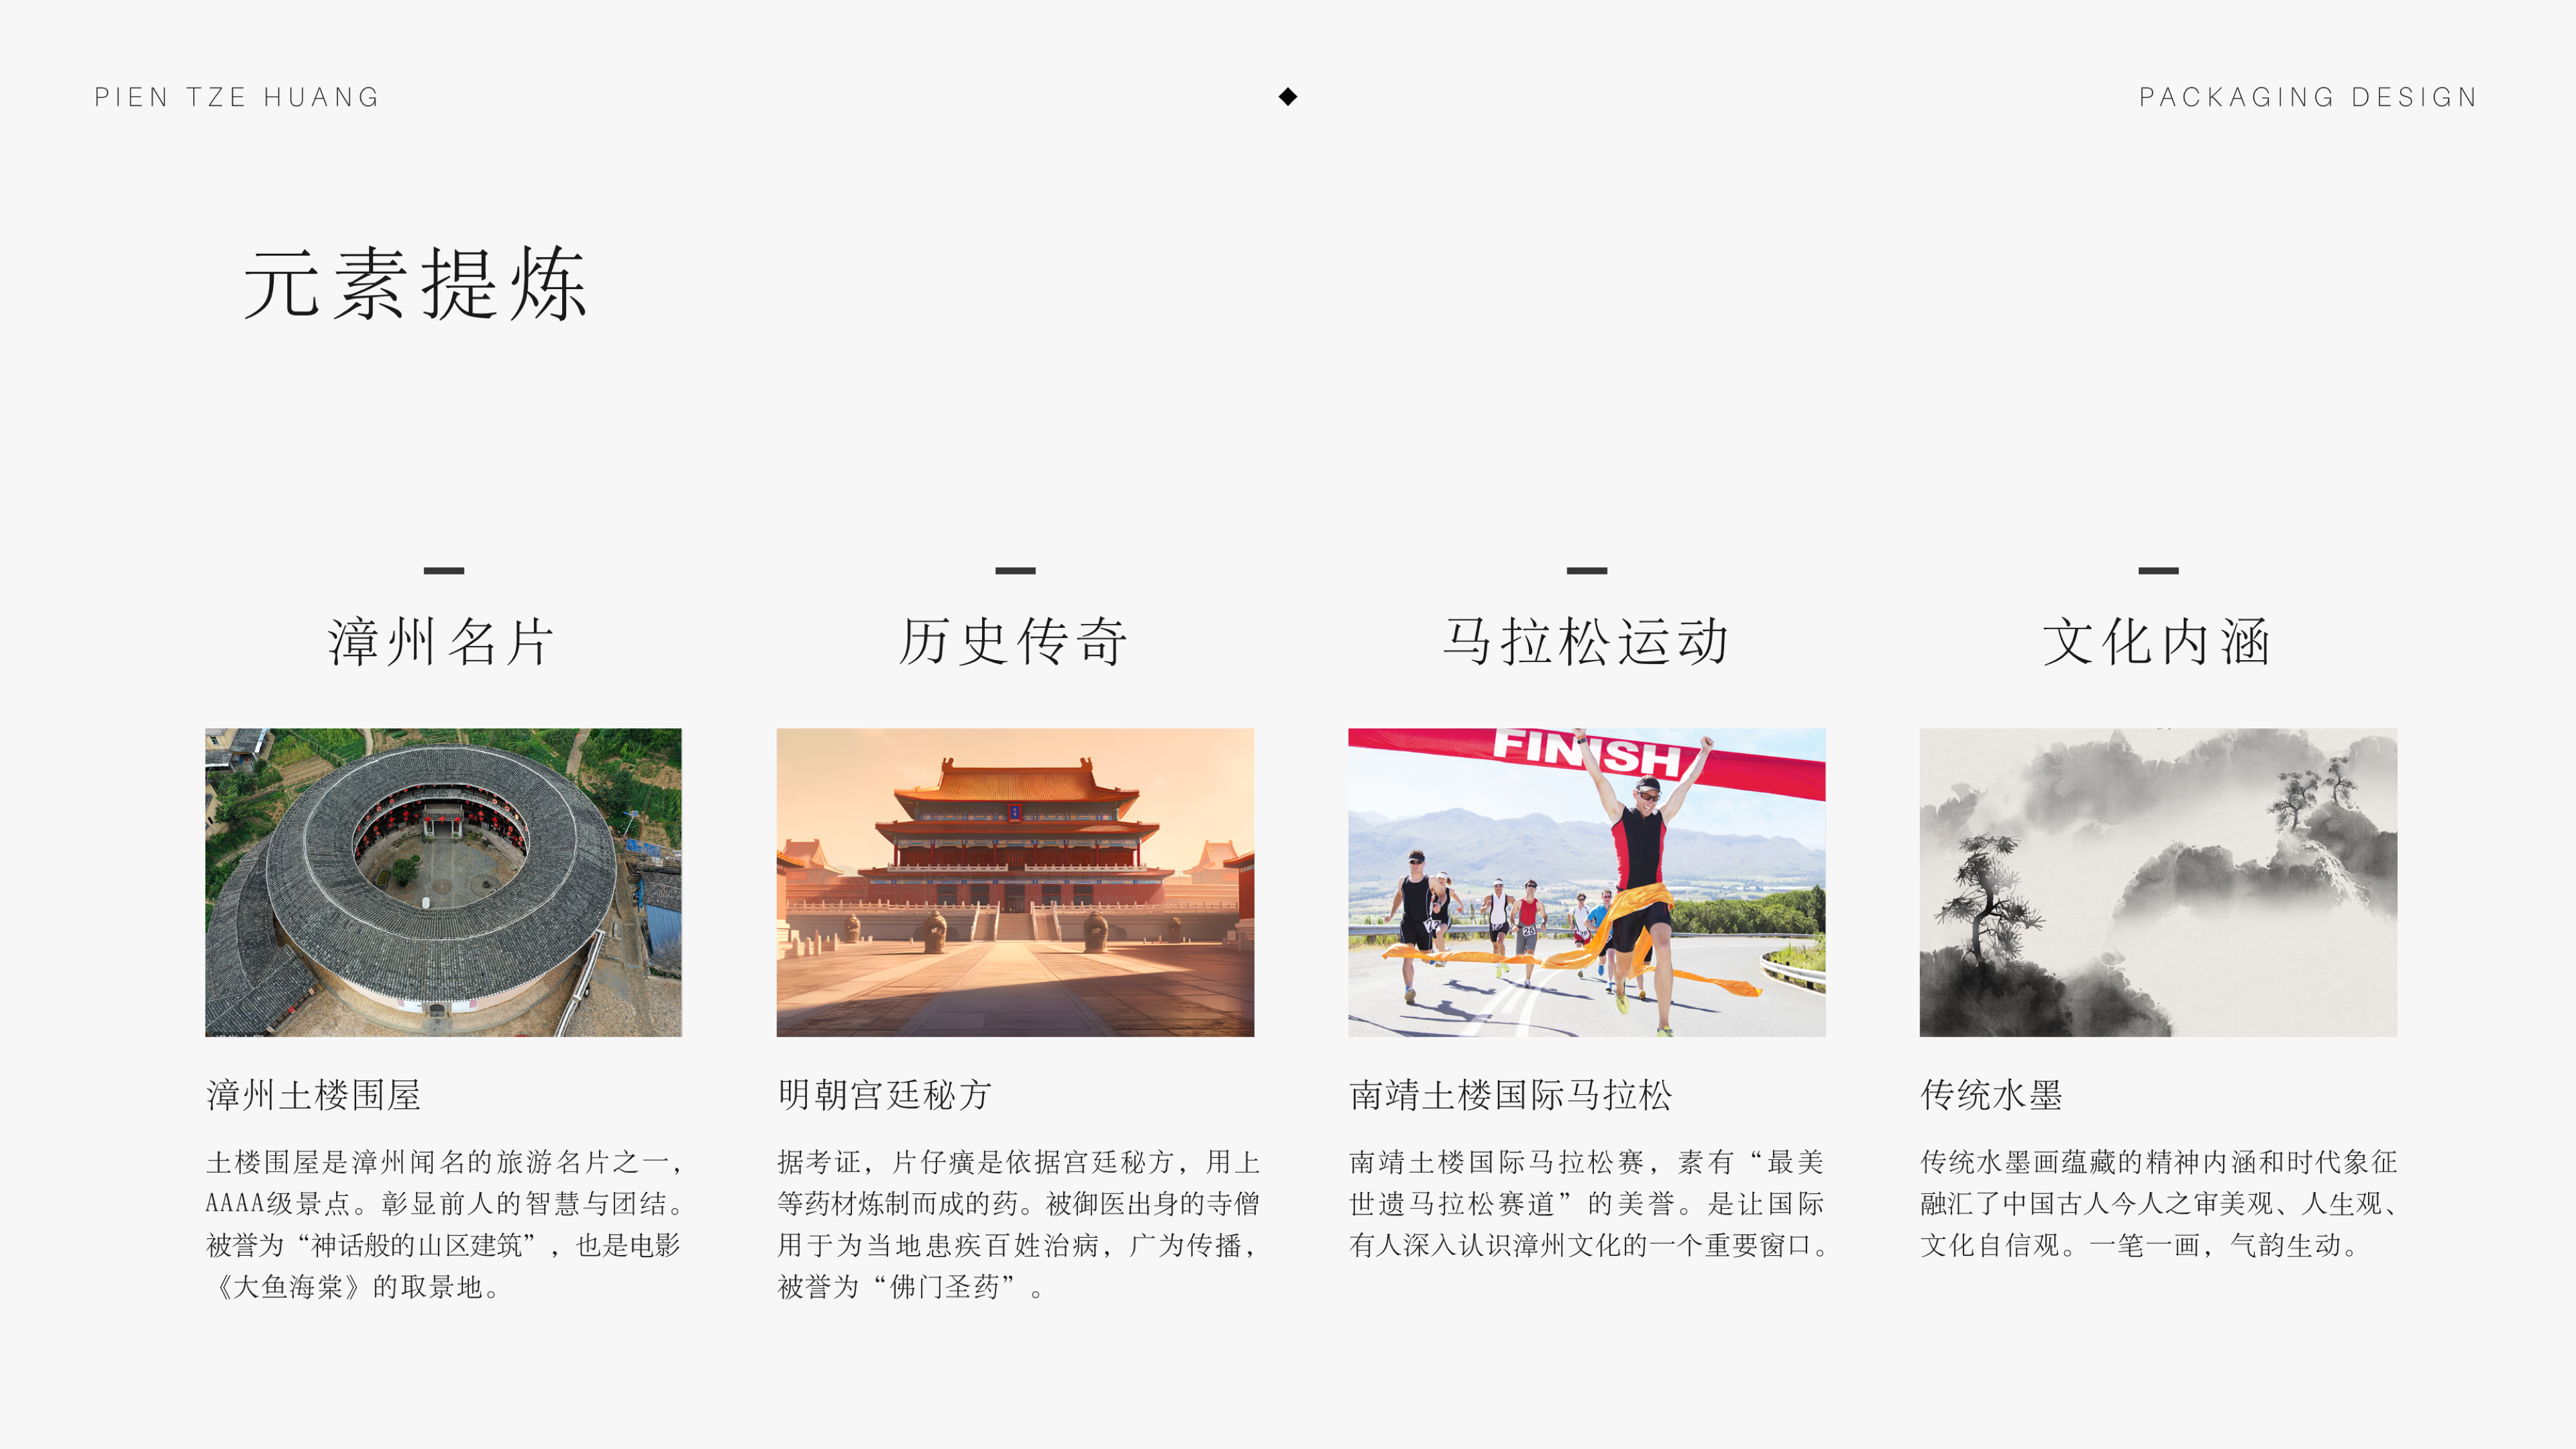 PIEN TZE HUANG
PACKAGING DESIGN
元素提炼
漳州名片
历史传奇
马拉松运动
文化内涵
FINISH
25
漳州土楼围屋
土楼围屋是漳州闻名的旅游名片之一，
AAAA级景点。彰显前人的智慧与团结。
被誉为“神话般的山区建筑”，也是电影
《大鱼海棠》的取景地。
明朝宫廷秘方
据考证，片仔癀是依据宫廷秘方，用上
等药材炼制而成的药。被御医出身的寺僧
用于为当地患疾百姓治病，广为传播，
被誉为“佛门圣药”。
南靖土楼国际马拉松
南靖土楼国际马拉松赛，素有“最美
世遗马拉松赛道”的美誉。是让国际
有人深入认识漳州文化的一个重要窗口。
传统水墨
传统水墨画蕴藏的精神内涵和时代象征
融汇了中国古人今人之审美观、人生观、
文化自信观。一笔一画，气韵生动。